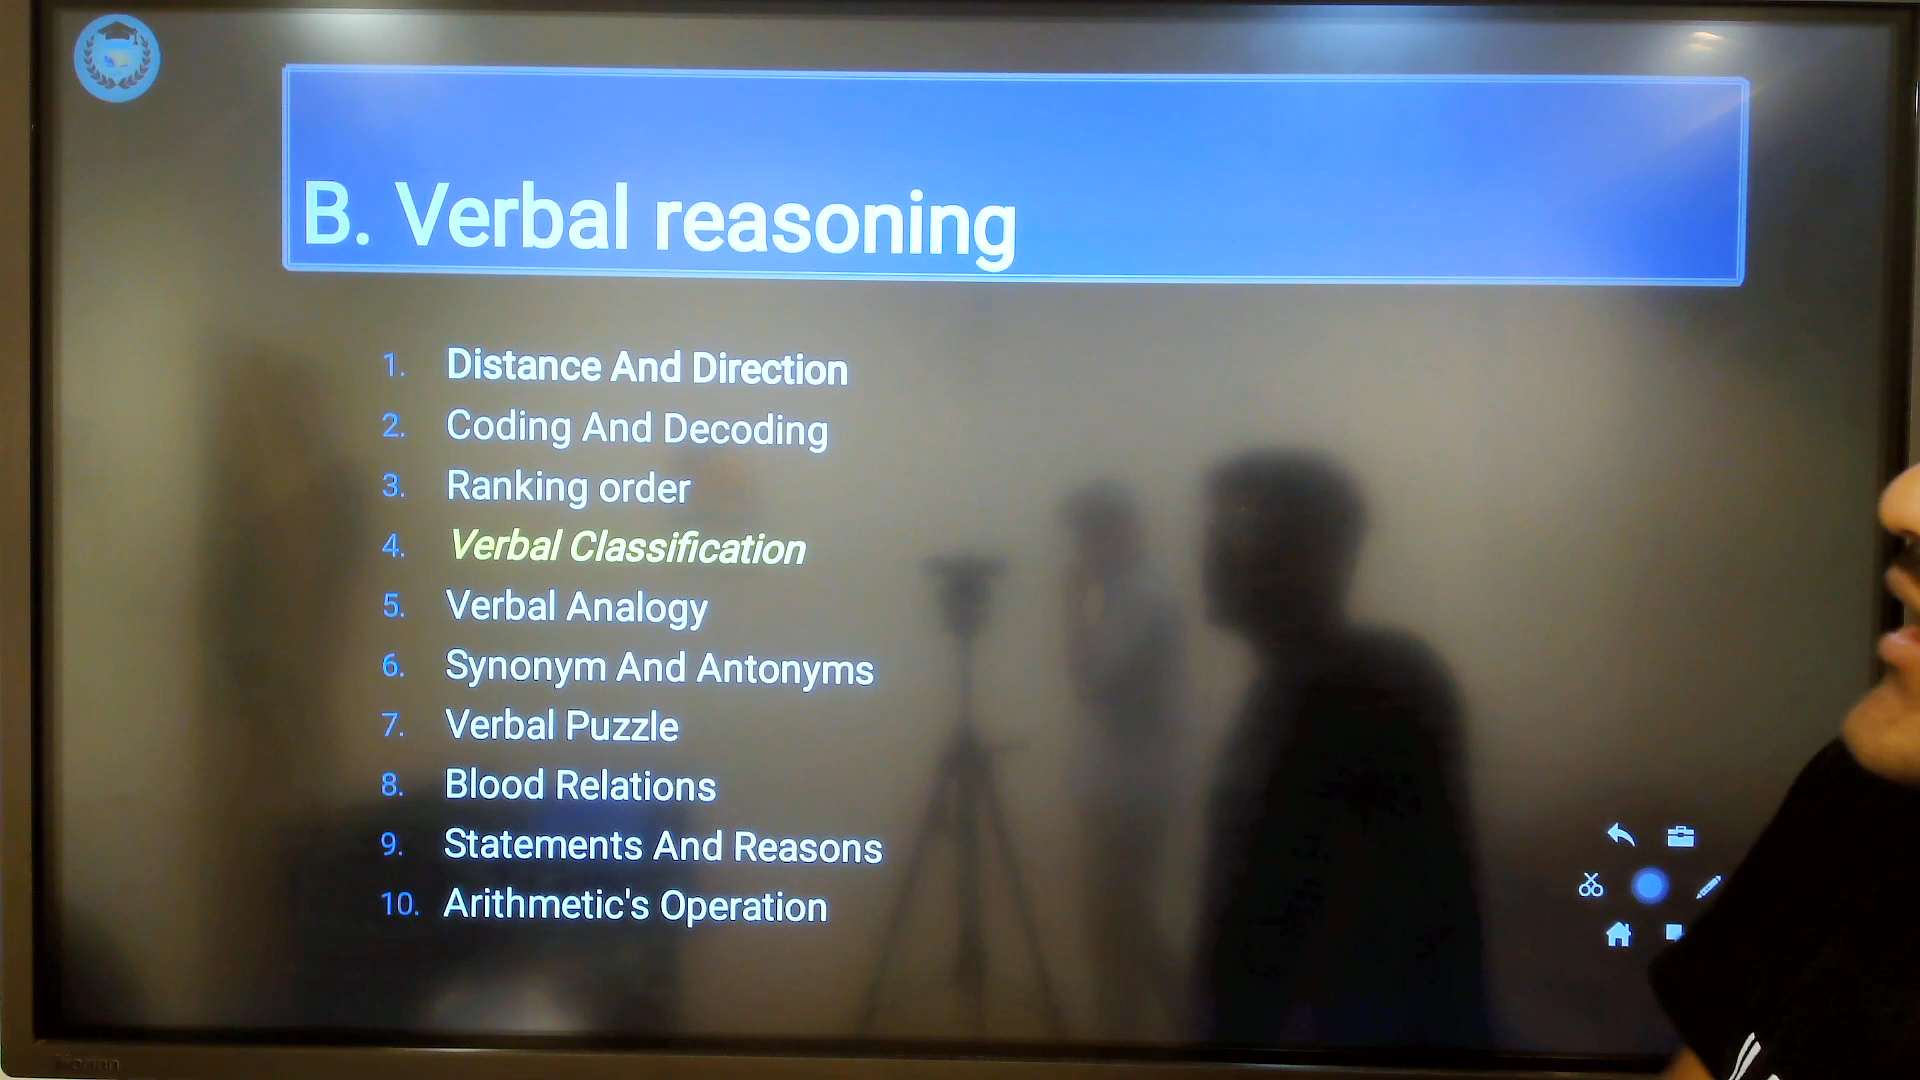 B. Verbal reasoning
1. Distance And Direction
2. Coding And Decoding
3. Ranking order
4. Verbal Classification
5. Verbal Analogy
6. Synonym And Antonyms
7. Verbal Puzzle
8. Blood Relations
9. Statements And Reasons
10. Arithmetic's Operation